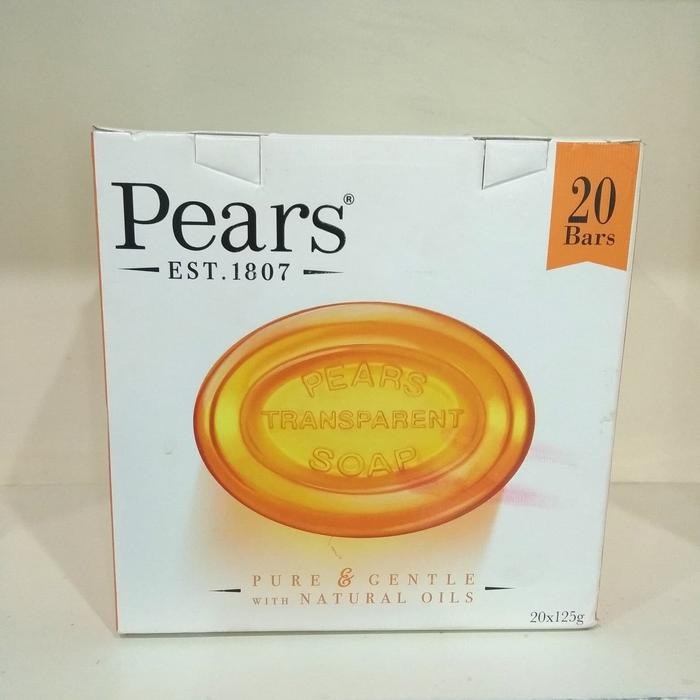 Pears®
EST.1807
20
Bars
PEARS
TRANSPARENT
SOAP
PURE & GENTLE
WITH NATURAL OILS
20x125g